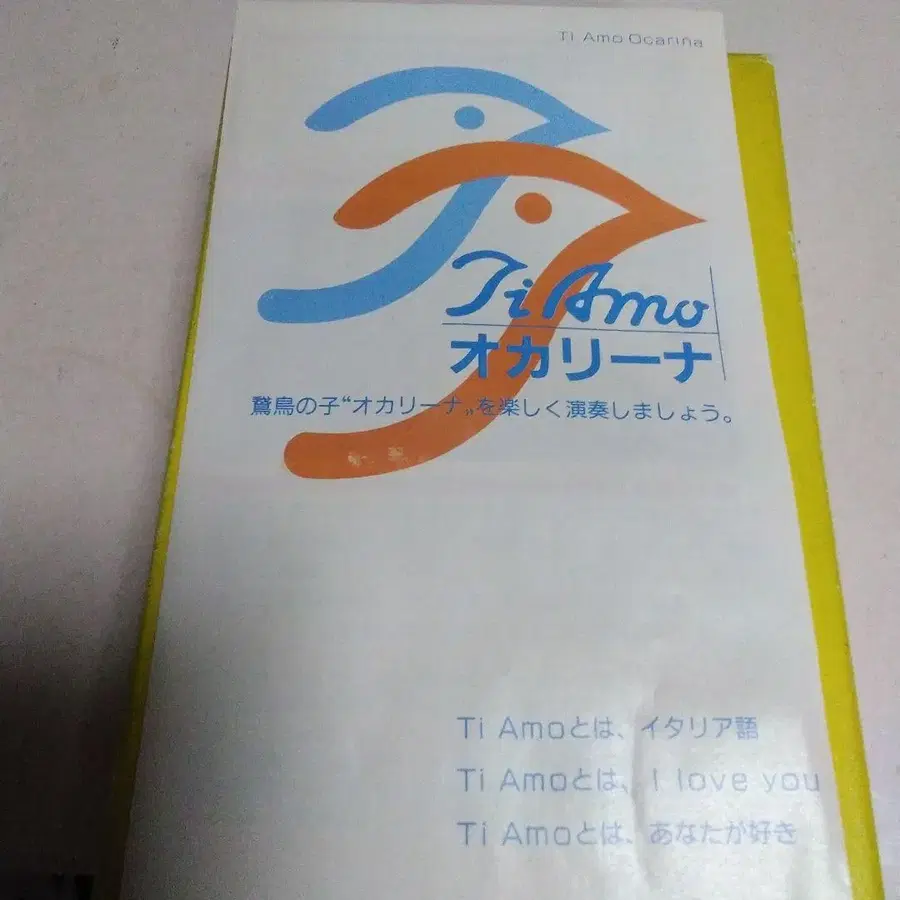 Ti Amo Ocariña
Ti Amo
オカリーナ
鵞鳥の子“オカリーナ„を楽しく演奏しましょう。
Ti Amoとは、イタリア語
Ti Amoとは、I love you
Ti Amoとは、あなたが好き